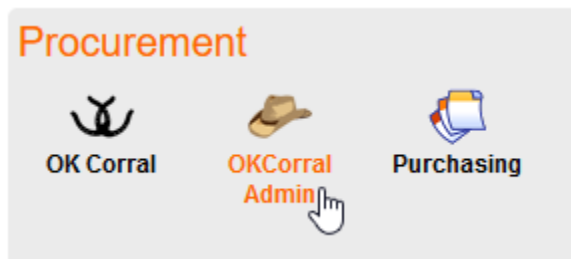 Procurement
OK Corral
OKCorral
Admin
Purchasing